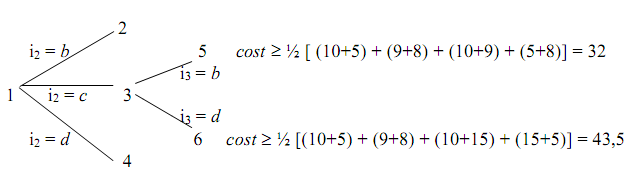 2
i₂ = b
5 cost ≥ ½ [ (10+5) + (9+8) + (10+9) + (5+8)] = 32
i₃ = b
1 i₂ = c 3
i₃ = d
i₂ = d 6 cost ≥ ½ [(10+5) + (9+8) + (10+15) + (15+5)] = 43,5
4